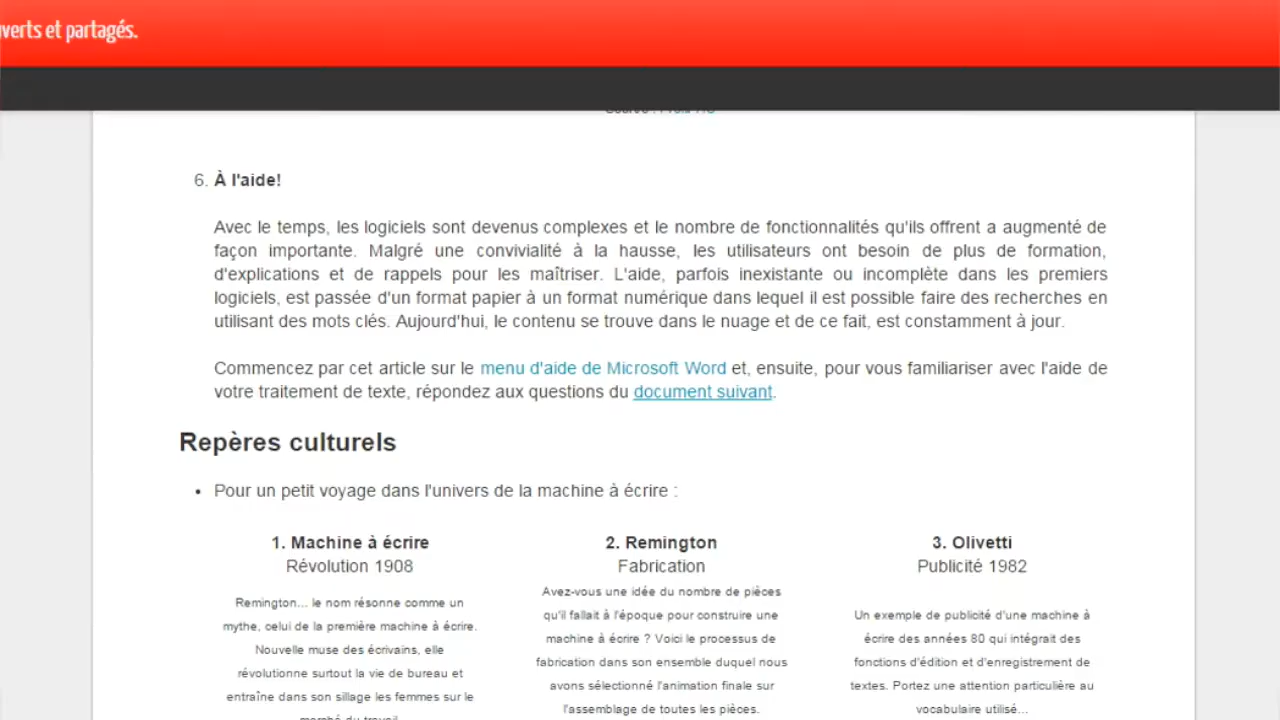 verts et partagés.
6. À l'aide!
Avec le temps, les logiciels sont devenus complexes et le nombre de fonctionnalités qu'ils offrent a augmenté de
façon importante. Malgré une convivialité à la hausse, les utilisateurs ont besoin de plus de formation,
d'explications et de rappels pour les maîtriser. L'aide, parfois inexistante ou incomplète dans les premiers
logiciels, est passée d'un format papier à un format numérique dans lequel il est possible faire des recherches en
utilisant des mots clés. Aujourd'hui, le contenu se trouve dans le nuage et de ce fait, est constamment à jour.
Commencez par cet article sur le menu d'aide de Microsoft Word et, ensuite, pour vous familiariser avec l'aide de
votre traitement de texte, répondez aux questions du document suivant.
Repères culturels
• Pour un petit voyage dans l'univers de la machine à écrire :
1. Machine à écrire
Révolution 1908
Remington... le nom résonne comme un
mythe, celui de la première machine à écrire.
Nouvelle muse des écrivains, elle
révolutionne surtout la vie de bureau et
entraîne dans son sillage les femmes sur le
marché du travail.
2. Remington
Fabrication
Avez-vous une idée du nombre de pièces
qu'il fallait à l'époque pour construire une
machine à écrire ? Voici le processus de
fabrication dans son ensemble duquel nous
avons sélectionné l'animation finale sur
l'assemblage de toutes les pièces.
3. Olivetti
Publicité 1982
Un exemple de publicité d'une machine à
écrire des années 80 qui intégrait des
fonctions d'édition et d'enregistrement de
textes. Portez une attention particulière au
vocabulaire utilisé...